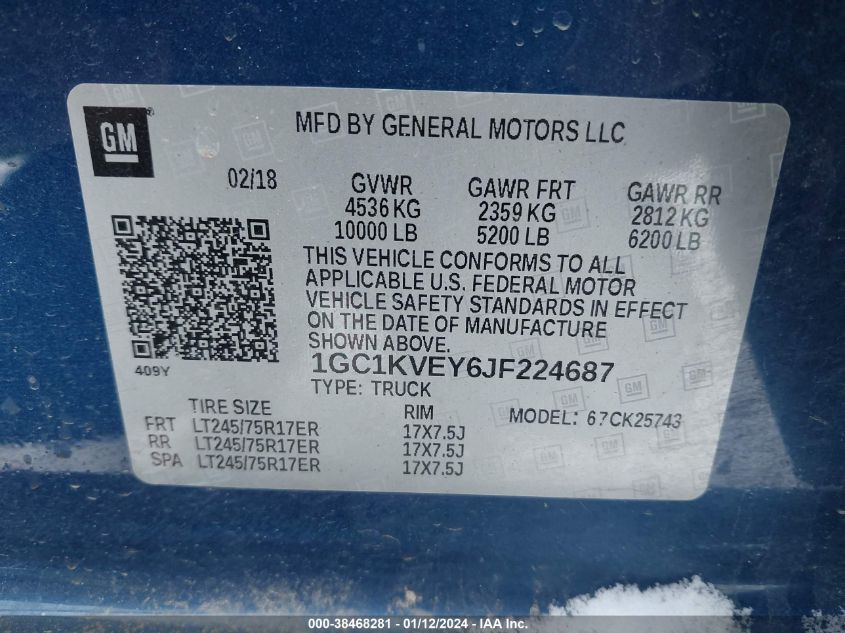 GM
MFD BY GENERAL MOTORS LLC
02/18 GVWR GAWR FRT GAWR RR
4536 KG 2359 KG 2812 KG
10000 LB 5200 LB 6200 LB
THIS VEHICLE CONFORMS TO ALL
APPLICABLE U.S. FEDERAL MOTOR
VEHICLE SAFETY STANDARDS IN EFFECT
ON THE DATE OF MANUFACTURE
SHOWN ABOVE.
409Y
1GC1KVEY6JF224687
TYPE: TRUCK
TIRE SIZE RIM MODEL: 67CK25743
FRT LT245/75R17ER 17X7.5J
RR LT245/75R17ER 17X7.5J
SPA LT245/75R17ER 17X7.5J
000-38468281 - 01/12/2024 - IAA Inc.